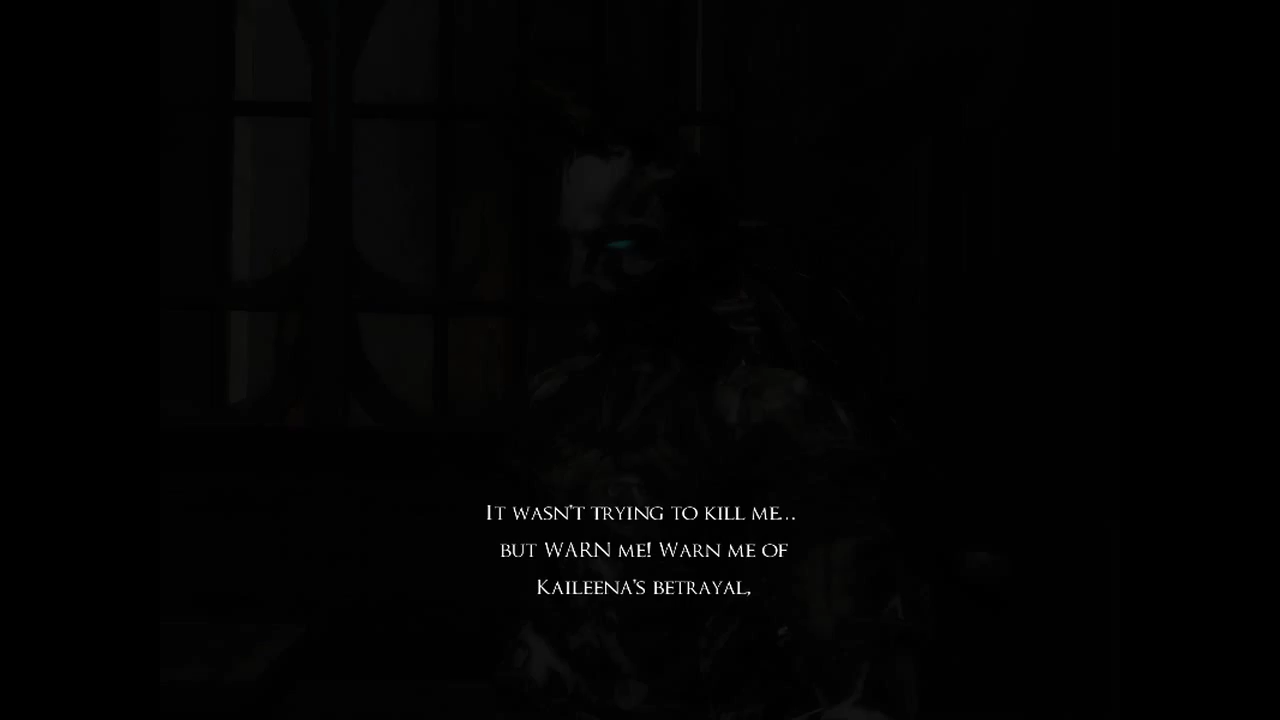 It wasn't trying to kill me...
but WARN me! Warn me of
Kaileena's betrayal,